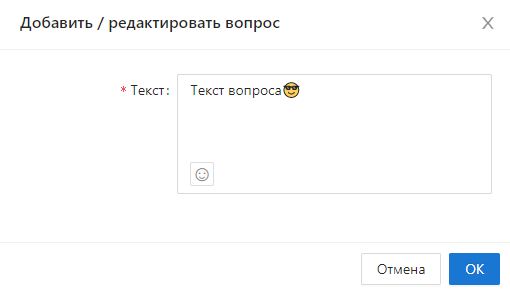 Добавить / редактировать вопрос
* Текст: Текст вопроса😎
Отмена OK